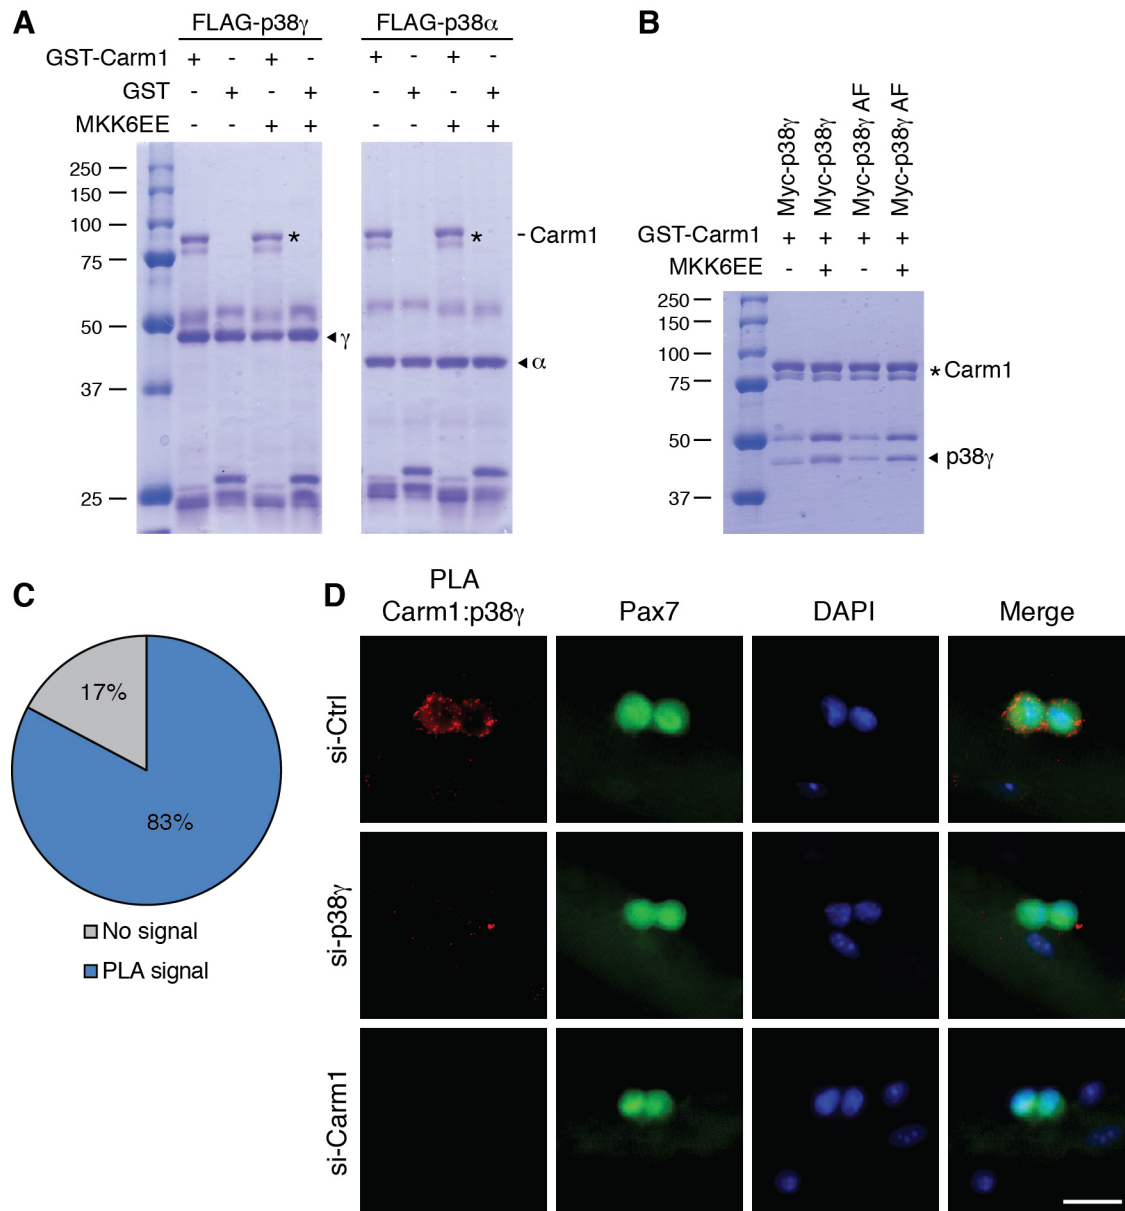 A
FLAG-p38γ FLAG-p38α
GST-Carm1 + - + - + - + -
GST - + - + - + - +
MKK6EE - - + + - - + +
250
150
100
75
50
37
25
*
γ
*
Carm1
α
B
Myc-p38γ
Myc-p38γ
Myc-p38γ AF
Myc-p38γ AF
GST-Carm1 + + + +
MKK6EE - + - +
250
150
100
75
50
37
* Carm1
p38γ
C
17%
83%
No signal
PLA signal
D
PLA
Carm1:p38γ Pax7 DAPI Merge
si-Ctrl
si-p38γ
si-Carm1